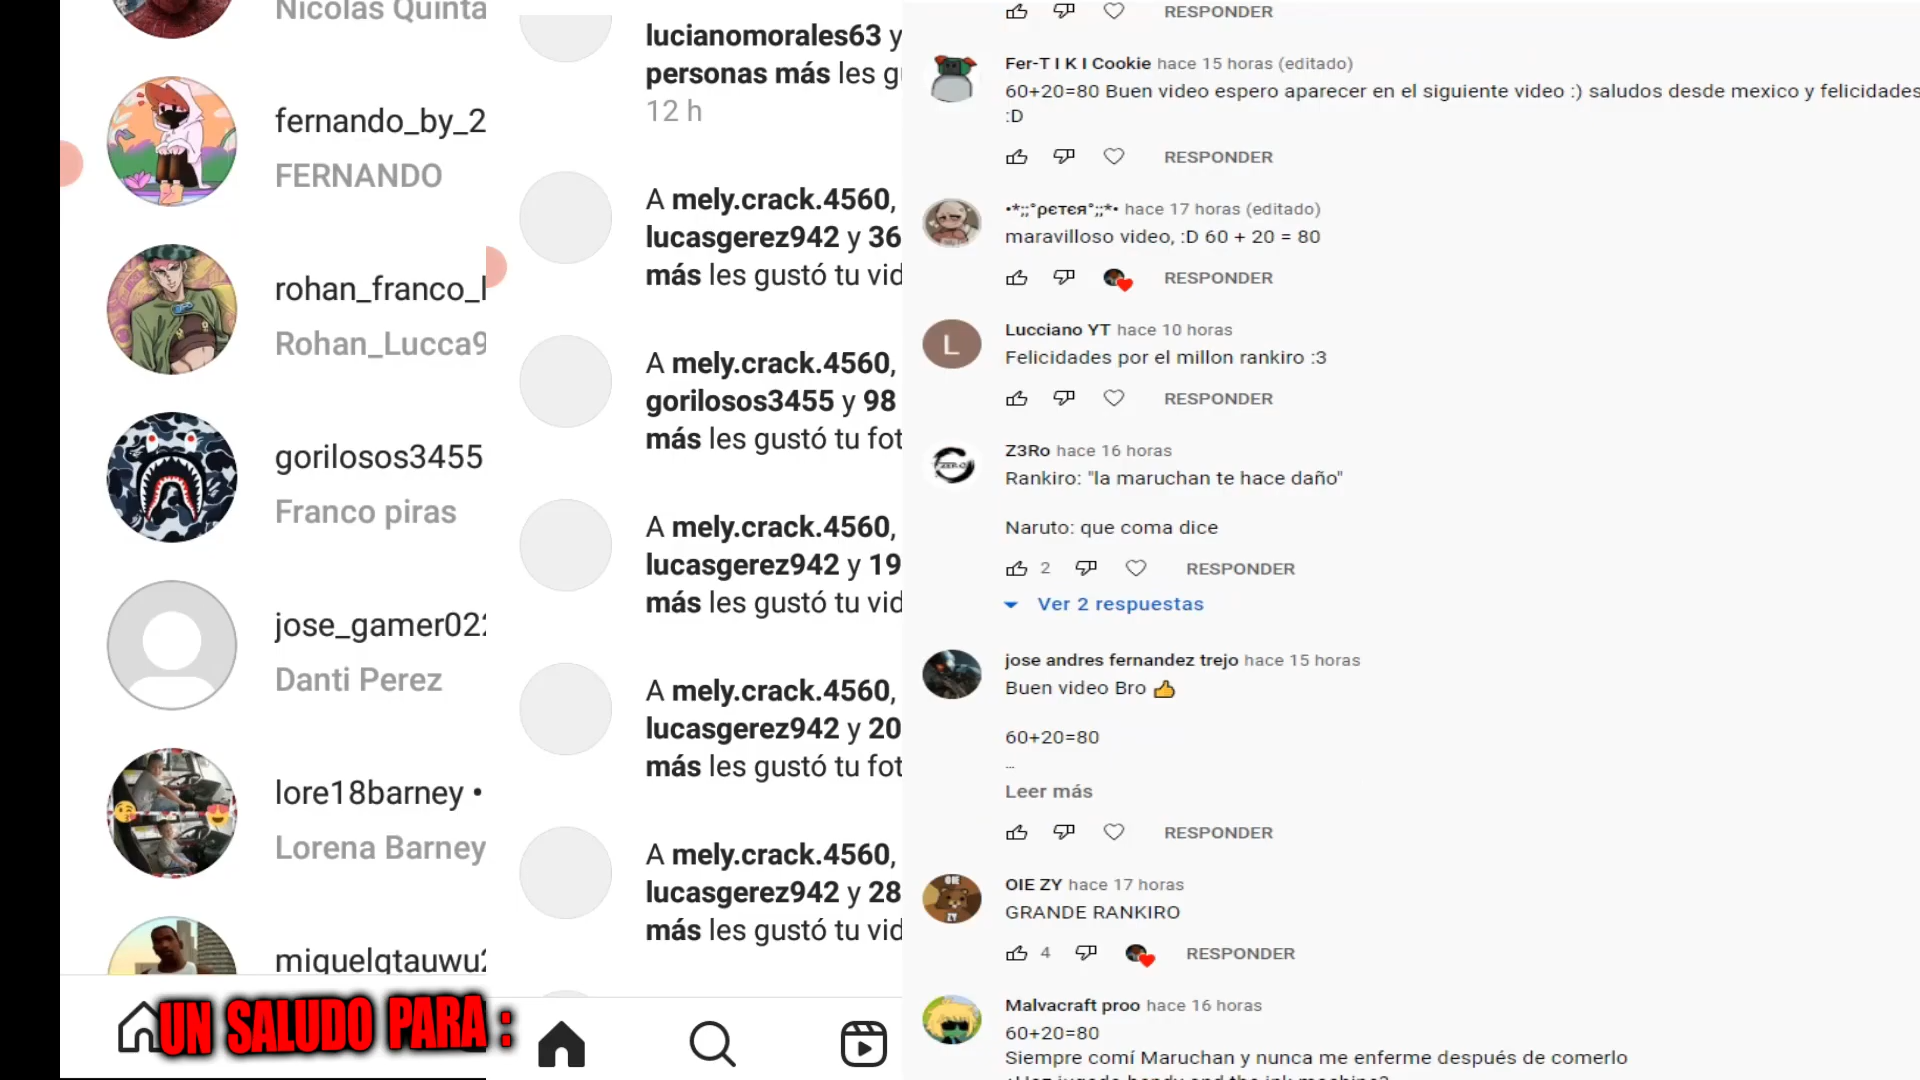 Nicolas Quinta
fernando_by_2
FERNANDO
rohan_franco_
Rohan_Lucca9
gorilosos3455
Franco piras
jose_gamer022
Danti Perez
lore18barney •
Lorena Barney
miguelgtauwu2
UN SALUDO PARA :
lucianomorales63 y
personas más les gu
12 h
A mely.crack.4560,
lucasgerez942 y 36
más les gustó tu vid
A mely.crack.4560,
gorilosos3455 y 98
más les gustó tu fot
A mely.crack.4560,
lucasgerez942 y 19
más les gustó tu vid
A mely.crack.4560,
lucasgerez942 y 20
más les gustó tu fot
A mely.crack.4560,
lucasgerez942 y 28
más les gustó tu vid
RESPONDER
Fer-T I K I Cookie hace 15 horas (editado)
60+20=80 Buen video espero aparecer en el siguiente video :) saludos desde mexico y felicidades
:D
RESPONDER
•*;;°ρєтєя°;;*• hace 17 horas (editado)
maravilloso video, :D 60 + 20 = 80
RESPONDER
L
Lucciano YT hace 10 horas
Felicidades por el millon rankiro :3
RESPONDER
Z3Ro hace 16 horas
Rankiro: "la maruchan te hace daño"
Naruto: que coma dice
2 RESPONDER
Ver 2 respuestas
jose andres fernandez trejo hace 15 horas
Buen video Bro 👍
60+20=80
...
Leer más
RESPONDER
OIE ZY hace 17 horas
GRANDE RANKIRO
4 RESPONDER
Malvacraft proo hace 16 horas
60+20=80
Siempre comí Maruchan y nunca me enferme después de comerlo